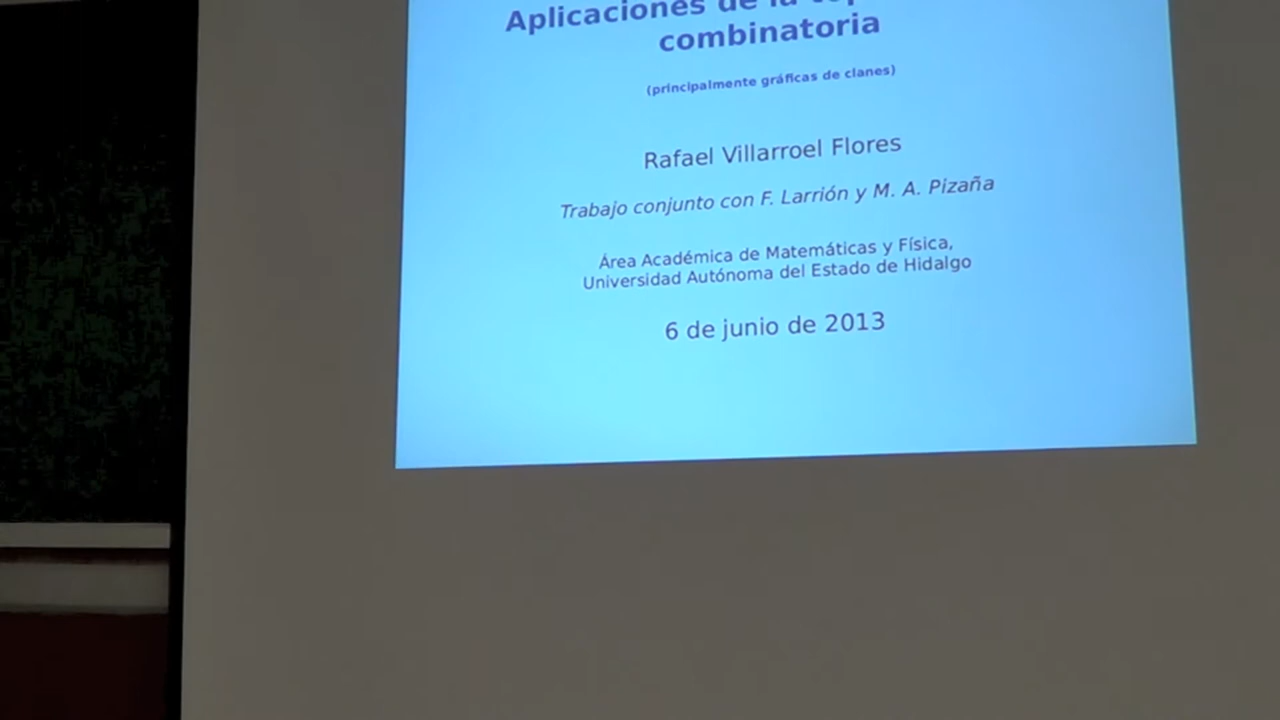 Aplicaciones de la
combinatoria
(principalmente gráficas de clanes)
Rafael Villarroel Flores
Trabajo conjunto con F. Larrión y M. A. Pizaña
Área Académica de Matemáticas y Física,
Universidad Autónoma del Estado de Hidalgo
6 de junio de 2013